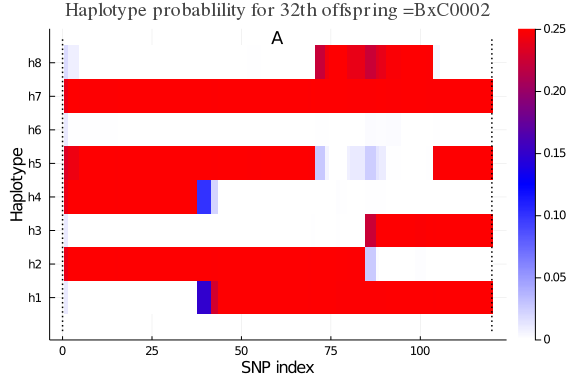 Haplotype probablility for 32th offspring =BxC0002
A
Haplotype
h8
h7
h6
h5
h4
h3
h2
h1
0 25 50 75 100
SNP index
0.25
0.20
0.15
0.10
0.05
0